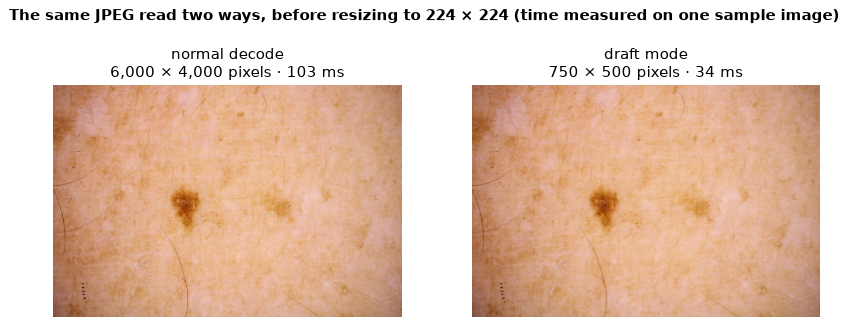 The same JPEG read two ways, before resizing to 224 × 224 (time measured on one sample image)
normal decode
6,000 × 4,000 pixels · 103 ms
draft mode
750 × 500 pixels · 34 ms